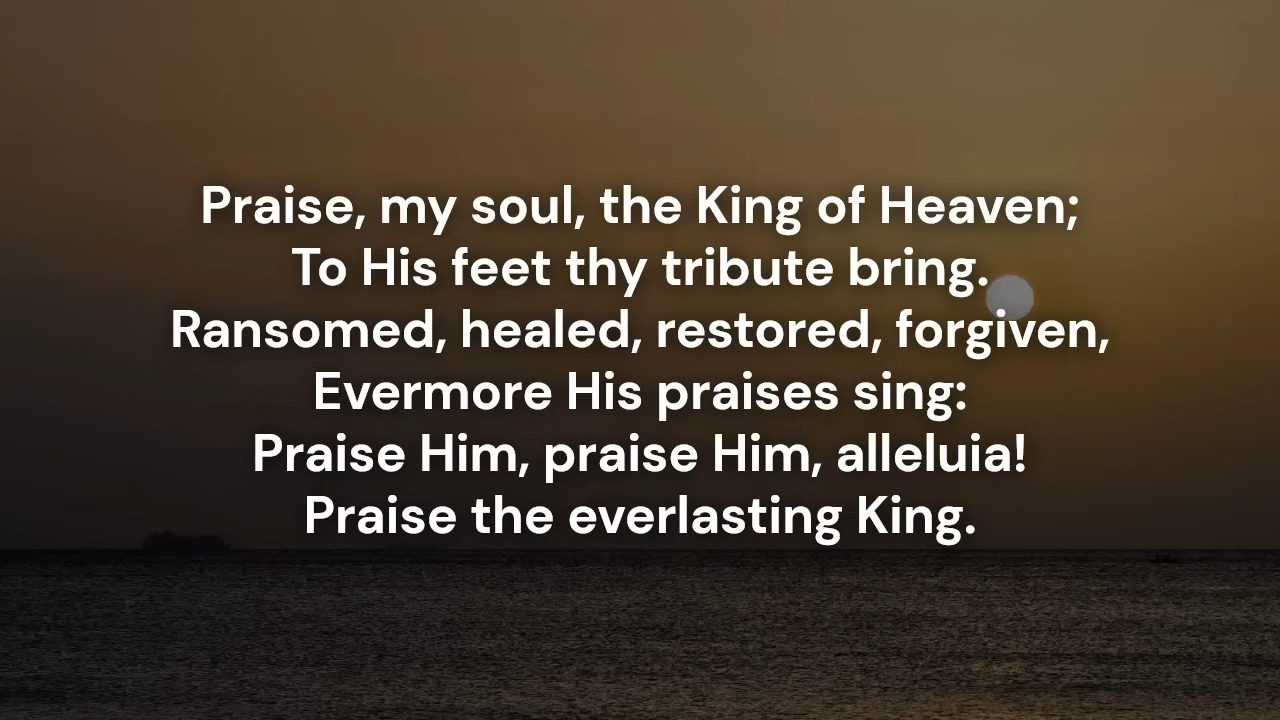 Praise, my soul, the King of Heaven;
To His feet thy tribute bring.
Ransomed, healed, restored, forgiven,
Evermore His praises sing:
Praise Him, praise Him, alleluia!
Praise the everlasting King.